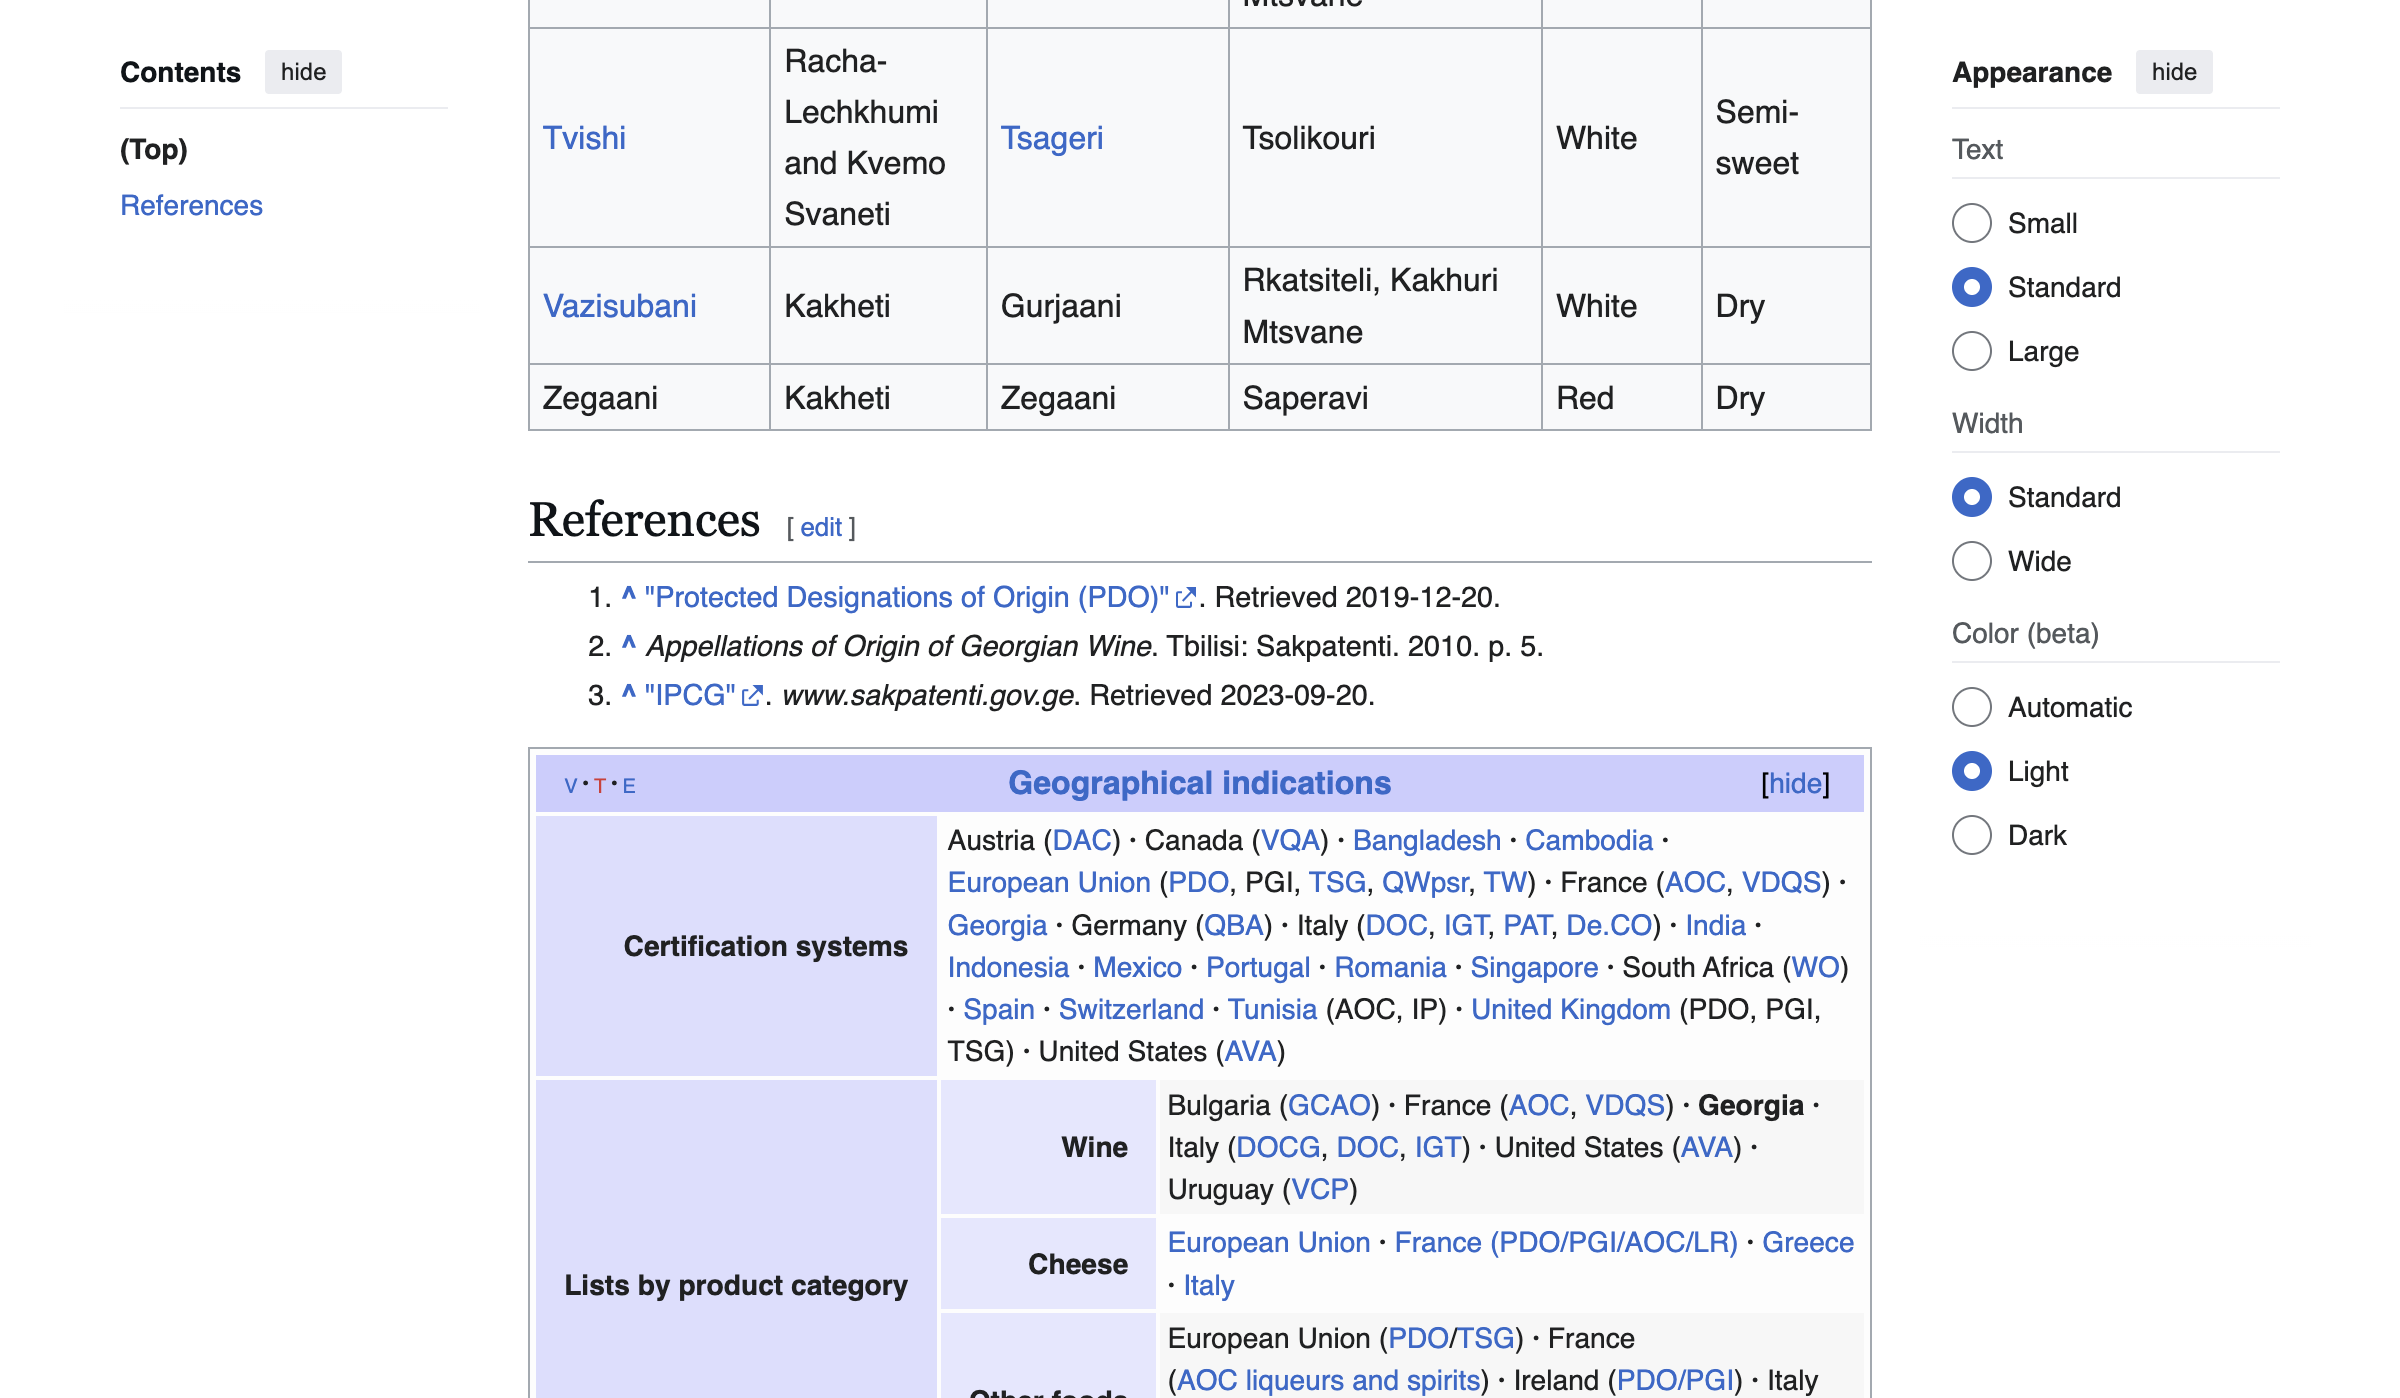 Contents hide
(Top)
References
Tvishi
Racha-
Lechkhumi
and Kvemo
Svaneti
Tsageri
Tsolikouri
White
Semi-
sweet
Vazisubani
Kakheti
Gurjaani
Rkatsiteli, Kakhuri
Mtsvane
White
Dry
Zegaani
Kakheti
Zegaani
Saperavi
Red
Dry
References [ edit ]
1. ^ "Protected Designations of Origin (PDO)". Retrieved 2019-12-20.
2. ^ Appellations of Origin of Georgian Wine. Tbilisi: Sakpatenti. 2010. p. 5.
3. ^ "IPCG". www.sakpatenti.gov.ge. Retrieved 2023-09-20.
V · T · E
Geographical indications
[hide]
Certification systems
Austria (DAC) · Canada (VQA) · Bangladesh · Cambodia ·
European Union (PDO, PGI, TSG, QWpsr, TW) · France (AOC, VDQS) ·
Georgia · Germany (QBA) · Italy (DOC, IGT, PAT, De.CO) · India ·
Indonesia · Mexico · Portugal · Romania · Singapore · South Africa (WO)
· Spain · Switzerland · Tunisia (AOC, IP) · United Kingdom (PDO, PGI,
TSG) · United States (AVA)
Lists by product category
Wine
Bulgaria (GCAO) · France (AOC, VDQS) · Georgia ·
Italy (DOCG, DOC, IGT) · United States (AVA) ·
Uruguay (VCP)
Cheese
European Union · France (PDO/PGI/AOC/LR) · Greece
· Italy
Other foods
European Union (PDO/TSG) · France
(AOC liqueurs and spirits) · Ireland (PDO/PGI) · Italy
Appearance hide
Text
Small
Standard
Large
Width
Standard
Wide
Color (beta)
Automatic
Light
Dark